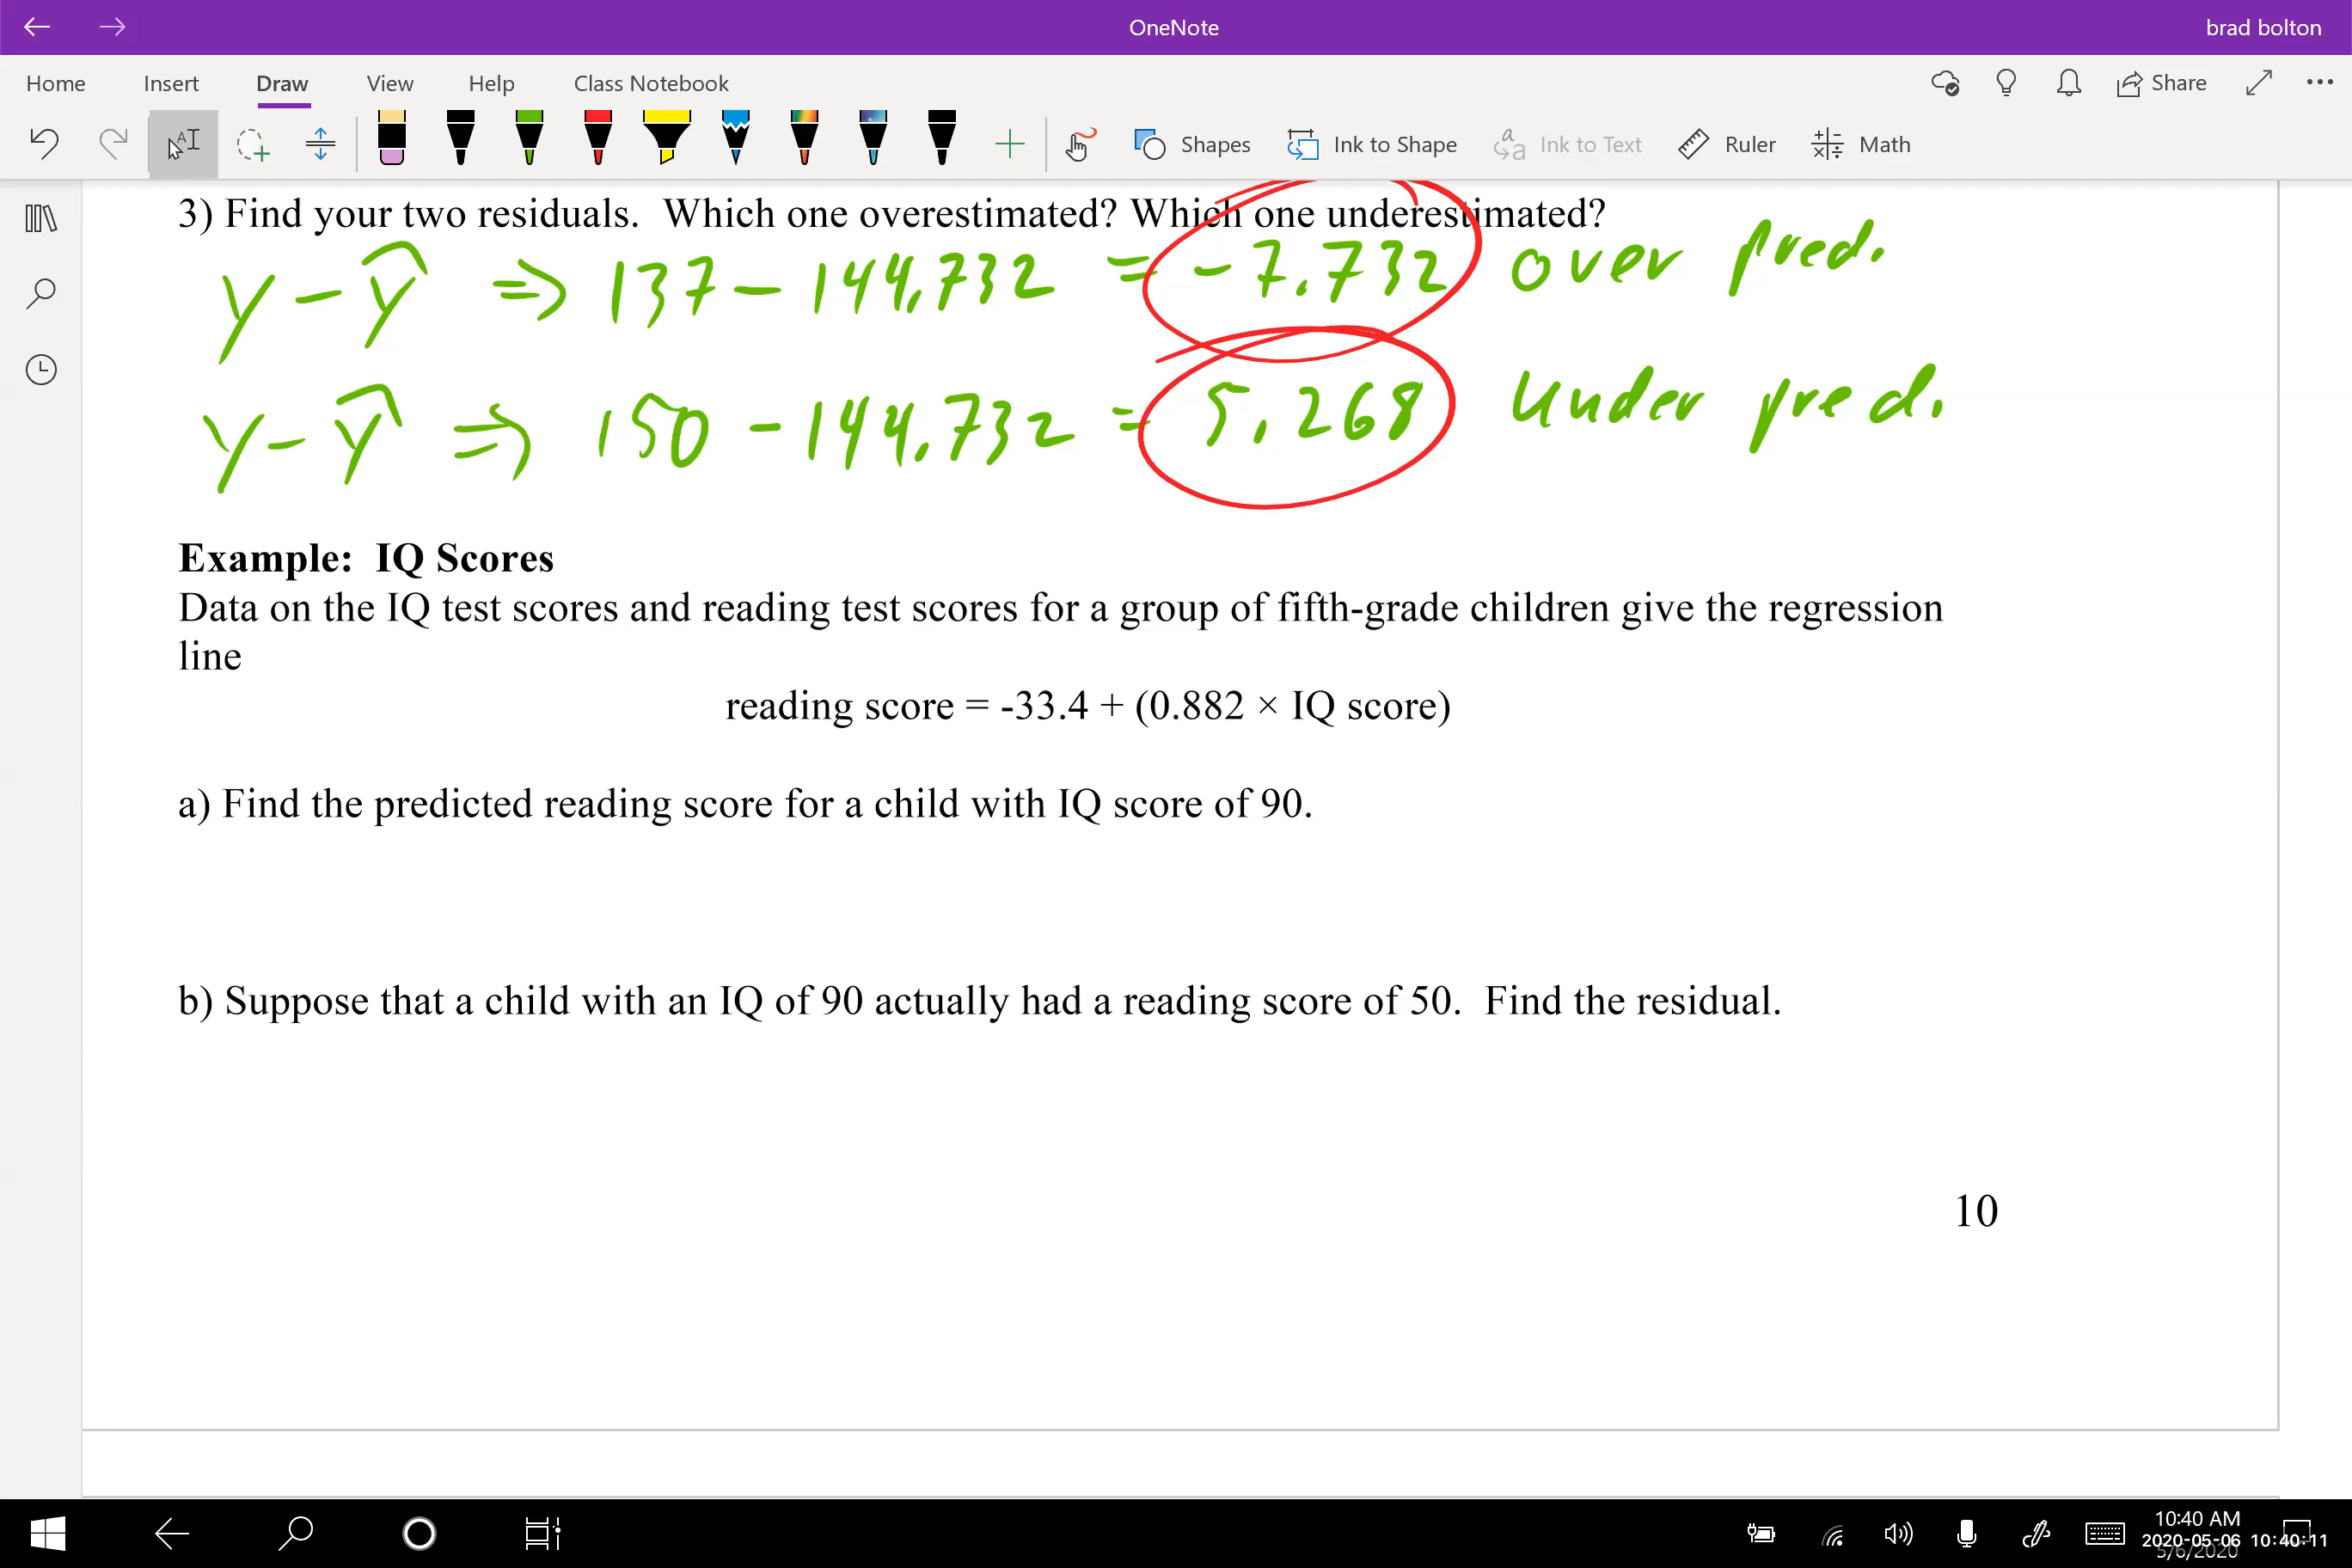 OneNote
brad bolton
Home Insert Draw View Help Class Notebook
Share
Shapes Ink to Shape Ink to Text Ruler Math
3) Find your two residuals. Which one overestimated? Which one underestimated?
y - ŷ ⇒ 137 - 144.732 = -7.732 over pred.
y - ŷ ⇒ 150 - 144.732 = 5.268 under pred.
Example: IQ Scores
Data on the IQ test scores and reading test scores for a group of fifth-grade children give the regression
line
reading score = -33.4 + (0.882 × IQ score)
a) Find the predicted reading score for a child with IQ score of 90.
b) Suppose that a child with an IQ of 90 actually had a reading score of 50. Find the residual.
10
10:40 AM
2020-05-06 10:40:11
5/6/2020